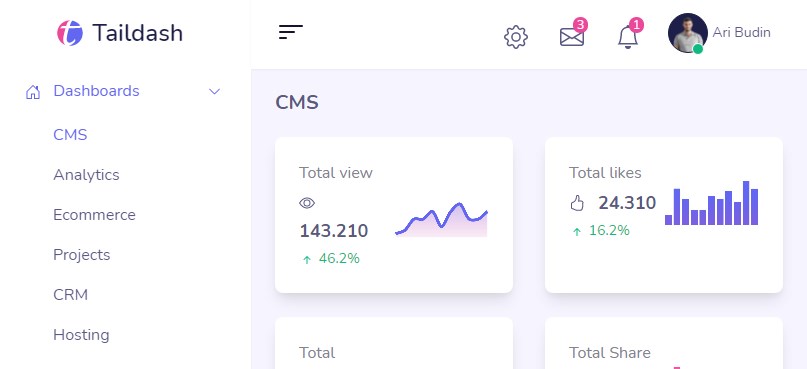 Taildash
3
1
Ari Budin
Dashboards
CMS
Analytics
Ecommerce
Projects
CRM
Hosting
CMS
Total view
143.210
46.2%
Total likes
24.310
16.2%
Total
Total Share